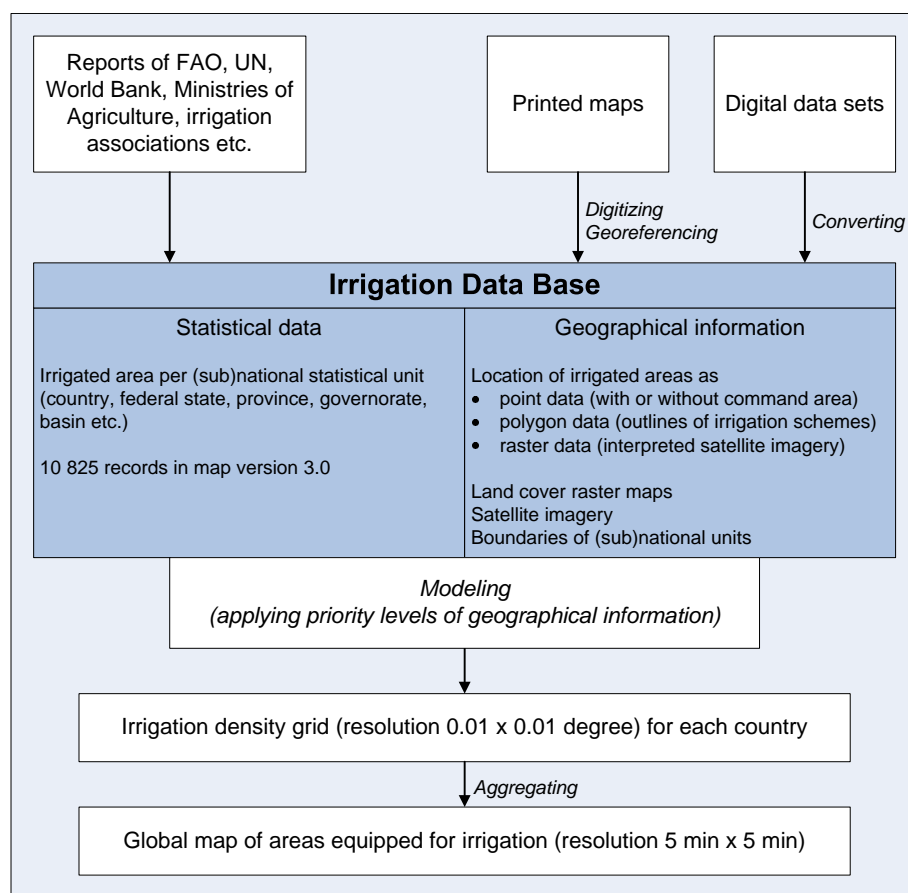 Reports of FAO, UN,
World Bank, Ministries of
Agriculture, irrigation
associations etc.
Printed maps
Digital data sets
Digitizing
Georeferencing
Converting
Irrigation Data Base
Statistical data
Irrigated area per (sub)national statistical unit
(country, federal state, province, governorate,
basin etc.)
10 825 records in map version 3.0
Geographical information
Location of irrigated areas as
• point data (with or without command area)
• polygon data (outlines of irrigation schemes)
• raster data (interpreted satellite imagery)
Land cover raster maps
Satellite imagery
Boundaries of (sub)national units
Modeling
(applying priority levels of geographical information)
Irrigation density grid (resolution 0.01 x 0.01 degree) for each country
Aggregating
Global map of areas equipped for irrigation (resolution 5 min x 5 min)